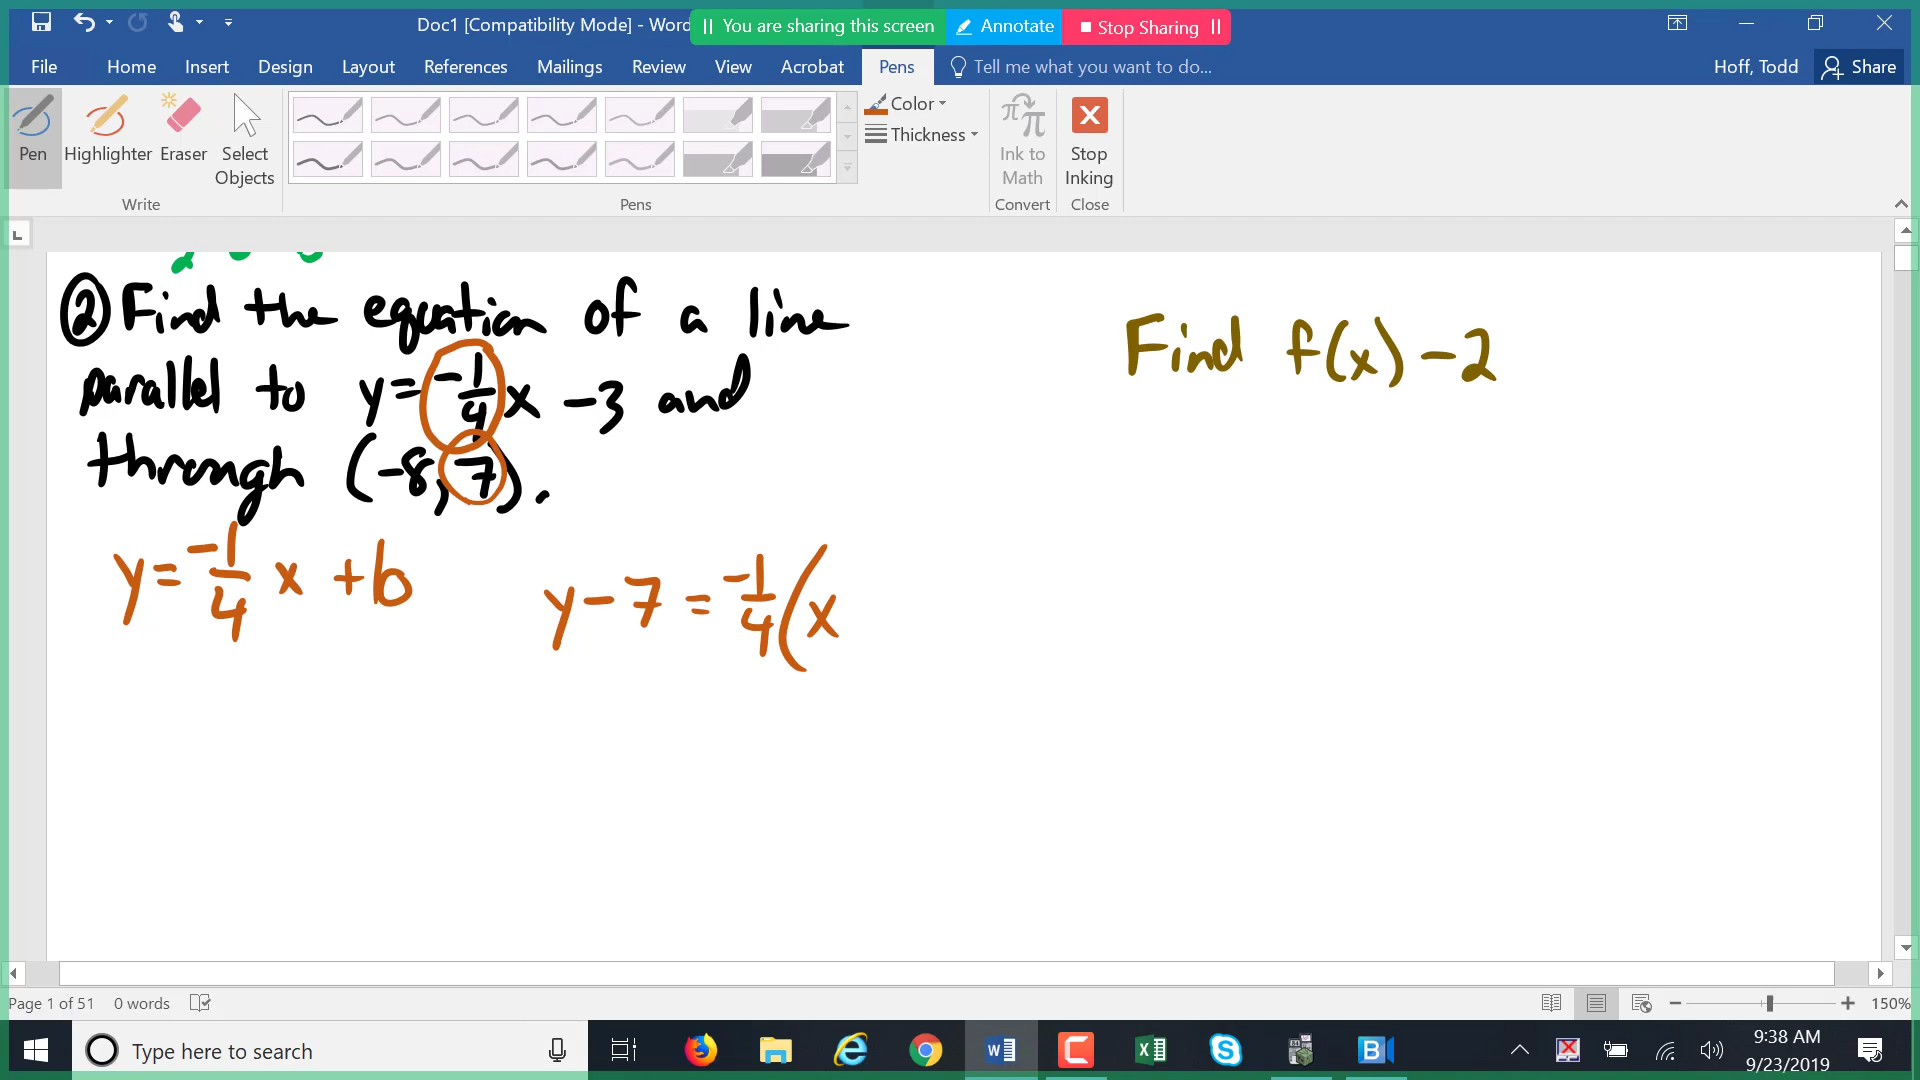 Doc1 [Compatibility Mode] - Word
You are sharing this screen
Annotate
Stop Sharing
File Home Insert Design Layout References Mailings Review View Acrobat Pens Tell me what you want to do... Hoff, Todd Share
Pen Highlighter Eraser Select Objects
Write
Pens
Color
Thickness
Ink to Math
Convert
Stop Inking
Close
② Find the equation of a line
parallel to y = -1/4 x - 3 and
through (-8, 7).
y = -1/4 x + b
y - 7 = -1/4 (x
Find f(x) - 2
Page 1 of 51 0 words 150%
Type here to search
9:38 AM
9/23/2019